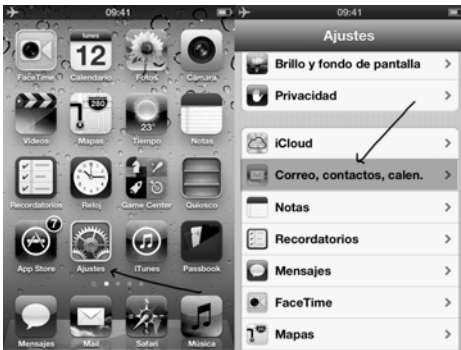 09:41
lunes
12
FaceTime Calendario Fotos Cámara
280
23°
Vídeos Mapas Tiempo Notas
Recordatorios Reloj Game Center Quiosco
7
App Store Ajustes iTunes Passbook
Mensajes Mail Safari Música
09:41
Ajustes
Brillo y fondo de pantalla
Privacidad
iCloud
Correo, contactos, calen.
Notas
Recordatorios
Mensajes
FaceTime
Mapas